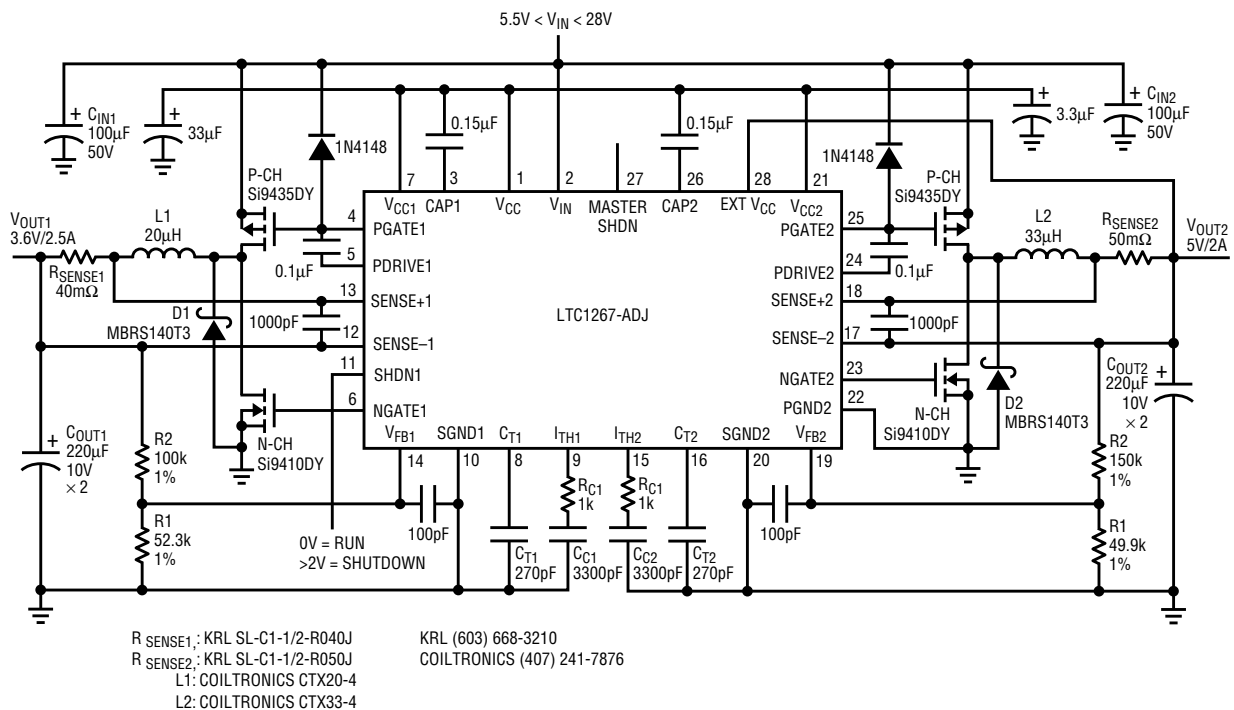 5.5V < VIN < 28V
CIN1
100µF
50V
33µF
0.15µF
0.15µF
3.3µF
CIN2
100µF
50V
1N4148
1N4148
P-CH
Si9435DY
P-CH
Si9435DY
7
3
1
2
27
26
28
21
VCC1
CAP1
VCC
VIN
MASTER
SHDN
CAP2
EXT VCC
VCC2
VOUT1
3.6V/2.5A
RSENSE1
40mΩ
L1
20µH
4
PGATE1
0.1µF
5
PDRIVE1
13
SENSE+1
1000pF
12
SENSE–1
11
SHDN1
6
NGATE1
D1
MBRS140T3
N-CH
Si9410DY
LTC1267-ADJ
25
PGATE2
24
PDRIVE2
0.1µF
18
SENSE+2
1000pF
17
SENSE–2
23
NGATE2
22
PGND2
L2
33µH
RSENSE2
50mΩ
VOUT2
5V/2A
N-CH
Si9410DY
D2
MBRS140T3
COUT2
220µF
10V
× 2
COUT1
220µF
10V
× 2
R2
100k
1%
R1
52.3k
1%
VFB1
SGND1
CT1
ITH1
ITH2
CT2
SGND2
VFB2
14
10
8
9
15
16
20
19
100pF
RC1
1k
RC1
1k
100pF
0V = RUN
>2V = SHUTDOWN
CT1
270pF
CC1
3300pF
CC2
3300pF
CT2
270pF
R2
150k
1%
R1
49.9k
1%
R SENSE1,: KRL SL-C1-1/2-R040J
KRL (603) 668-3210
R SENSE2,: KRL SL-C1-1/2-R050J
COILTRONICS (407) 241-7876
L1: COILTRONICS CTX20-4
L2: COILTRONICS CTX33-4